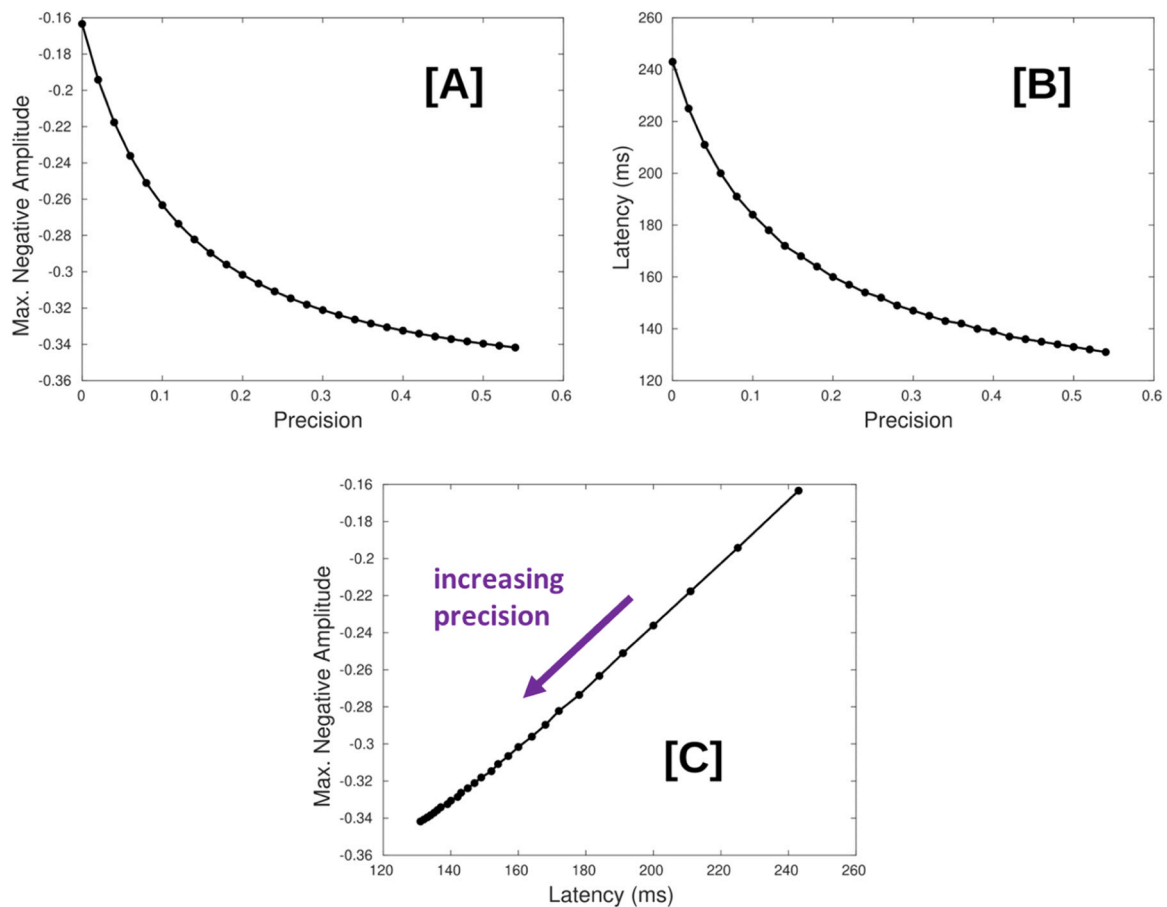 -0.16
-0.18
-0.2
-0.22
-0.24
-0.26
-0.28
-0.3
-0.32
-0.34
-0.36
Max. Negative Amplitude
[A]
0 0.1 0.2 0.3 0.4 0.5 0.6
Precision
260
240
220
200
180
160
140
120
Latency (ms)
[B]
0 0.1 0.2 0.3 0.4 0.5 0.6
Precision
-0.16
-0.18
-0.2
-0.22
-0.24
-0.26
-0.28
-0.3
-0.32
-0.34
-0.36
Max. Negative Amplitude
increasing
precision
[C]
120 140 160 180 200 220 240 260
Latency (ms)